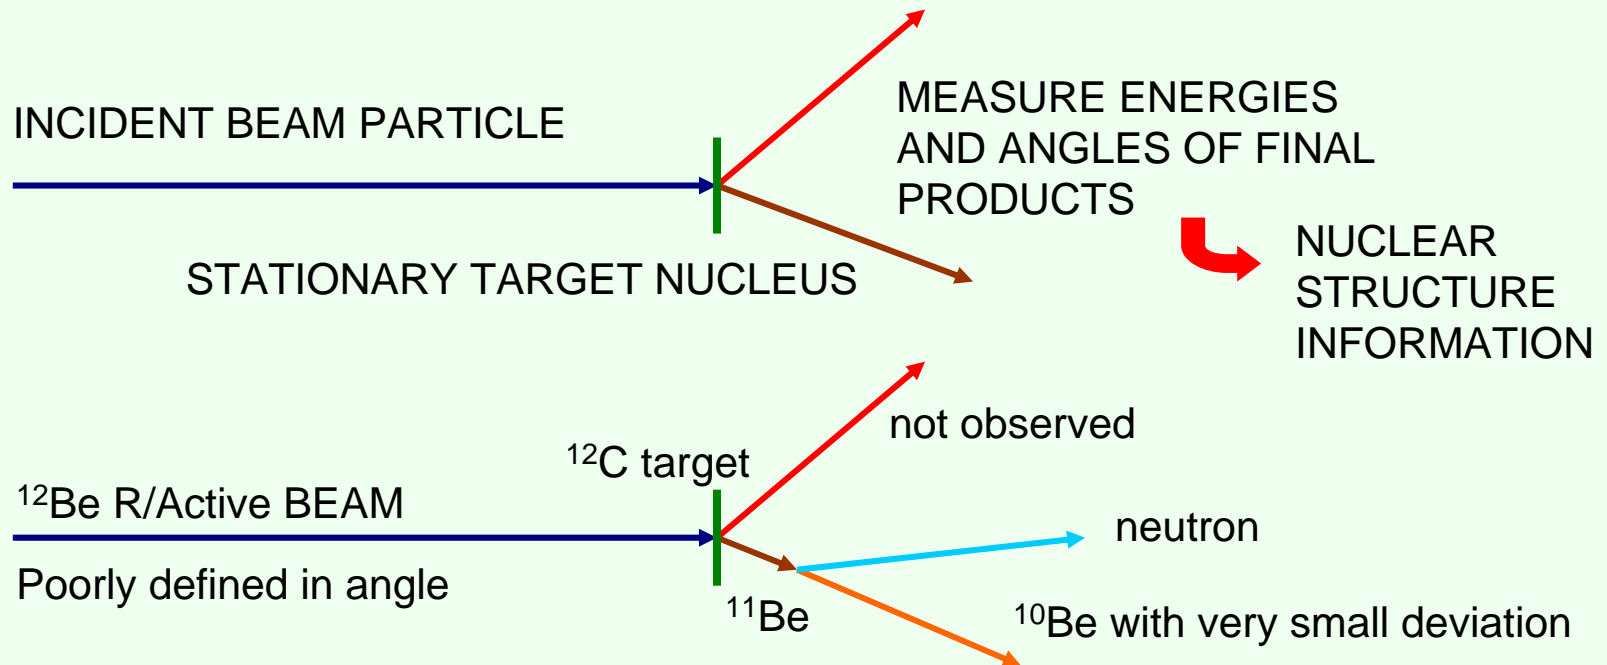 INCIDENT BEAM PARTICLE
MEASURE ENERGIES
AND ANGLES OF FINAL
PRODUCTS
STATIONARY TARGET NUCLEUS
NUCLEAR
STRUCTURE
INFORMATION
not observed
¹²C target
¹²Be R/Active BEAM
neutron
Poorly defined in angle
¹¹Be
¹⁰Be with very small deviation